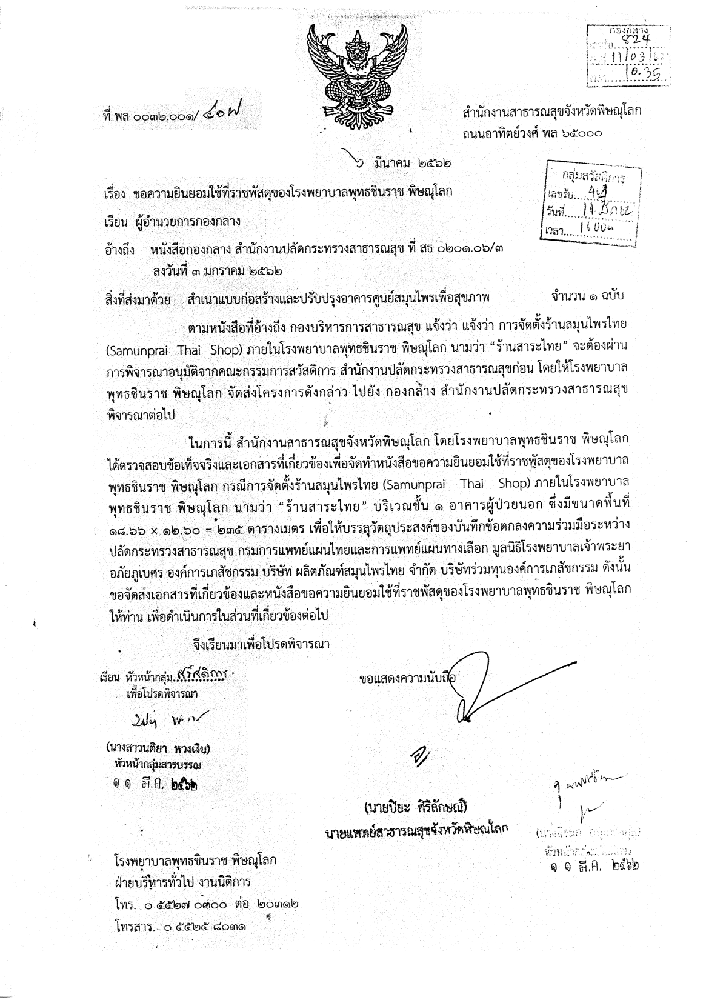 กองกลาง
เลขรับ 824
วันที่ 11/03/62
เวลา 10.35
ที่ พล ๐๐๓๒.๐๐๑/๔๐๗
สำนักงานสาธารณสุขจังหวัดพิษณุโลก
ถนนอาทิตย์วงศ์ พล ๖๕๐๐๐
๖ มีนาคม ๒๕๖๒
กลุ่มสวัสดิการ
เลขรับ
วันที่ 11
เวลา
เรื่อง ขอความยินยอมใช้ที่ราชพัสดุของโรงพยาบาลพุทธชินราช พิษณุโลก
เรียน ผู้อำนวยการกองกลาง
อ้างถึง หนังสือกองกลาง สำนักงานปลัดกระทรวงสาธารณสุข ที่ สธ ๐๒๐๑.๐๖/๓
ลงวันที่ ๓ มกราคม ๒๕๖๒
สิ่งที่ส่งมาด้วย สำเนาแบบก่อสร้างและปรับปรุงอาคารศูนย์สมุนไพรเพื่อสุขภาพ จำนวน ๑ ฉบับ
ตามหนังสือที่อ้างถึง กองบริหารการสาธารณสุข แจ้งว่า แจ้งว่า การจัดตั้งร้านสมุนไพรไทย
(Samunprai Thai Shop) ภายในโรงพยาบาลพุทธชินราช พิษณุโลก นามว่า “ร้านสาระไทย” จะต้องผ่าน
การพิจารณาอนุมัติจากคณะกรรมการสวัสดิการ สำนักงานปลัดกระทรวงสาธารณสุขก่อน โดยให้โรงพยาบาล
พุทธชินราช พิษณุโลก จัดส่งโครงการดังกล่าว ไปยัง กองกลาง สำนักงานปลัดกระทรวงสาธารณสุข
พิจารณาต่อไป
ในการนี้ สำนักงานสาธารณสุขจังหวัดพิษณุโลก โดยโรงพยาบาลพุทธชินราช พิษณุโลก
ได้ตรวจสอบข้อเท็จจริงและเอกสารที่เกี่ยวข้องเพื่อจัดทำหนังสือขอความยินยอมใช้ที่ราชพัสดุของโรงพยาบาล
พุทธชินราช พิษณุโลก กรณีการจัดตั้งร้านสมุนไพรไทย (Samunprai Thai Shop) ภายในโรงพยาบาล
พุทธชินราช พิษณุโลก นามว่า “ร้านสาระไทย” บริเวณชั้น ๑ อาคารผู้ป่วยนอก ซึ่งมีขนาดพื้นที่
๑๘.๖๖ × ๑๒.๖๐ = ๒๓๕ ตารางเมตร เพื่อให้บรรลุวัตถุประสงค์ของบันทึกข้อตกลงความร่วมมือระหว่าง
ปลัดกระทรวงสาธารณสุข กรมการแพทย์แผนไทยและการแพทย์แผนทางเลือก มูลนิธิโรงพยาบาลเจ้าพระยา
อภัยภูเบศร องค์การเภสัชกรรม บริษัท ผลิตภัณฑ์สมุนไพรไทย จำกัด บริษัทร่วมทุนองค์การเภสัชกรรม ดังนั้น
ขอจัดส่งเอกสารที่เกี่ยวข้องและหนังสือขอความยินยอมใช้ที่ราชพัสดุของโรงพยาบาลพุทธชินราช พิษณุโลก
ให้ท่าน เพื่อดำเนินการในส่วนที่เกี่ยวข้องต่อไป
จึงเรียนมาเพื่อโปรดพิจารณา
เรียน หัวหน้ากลุ่ม สวัสดิการ
เพื่อโปรดพิจารณา
(นางสาวนติยา พวงเงิน)
หัวหน้ากลุ่มสารบรรณ
๑ ๑ มี.ค. ๒๕๖๒
ขอแสดงความนับถือ
(นายปิยะ ศิริลักษณ์)
นายแพทย์สาธารณสุขจังหวัดพิษณุโลก
หัวหน้ากลุ่มสวัสดิการ
๑ ๑ มี.ค. ๒๕๖๒
โรงพยาบาลพุทธชินราช พิษณุโลก
ฝ่ายบริหารทั่วไป งานนิติการ
โทร. ๐ ๕๕๒๗ ๐๓๐๐ ต่อ ๒๐๓๑๒
โทรสาร. ๐ ๕๕๒๕ ๘๐๓๑